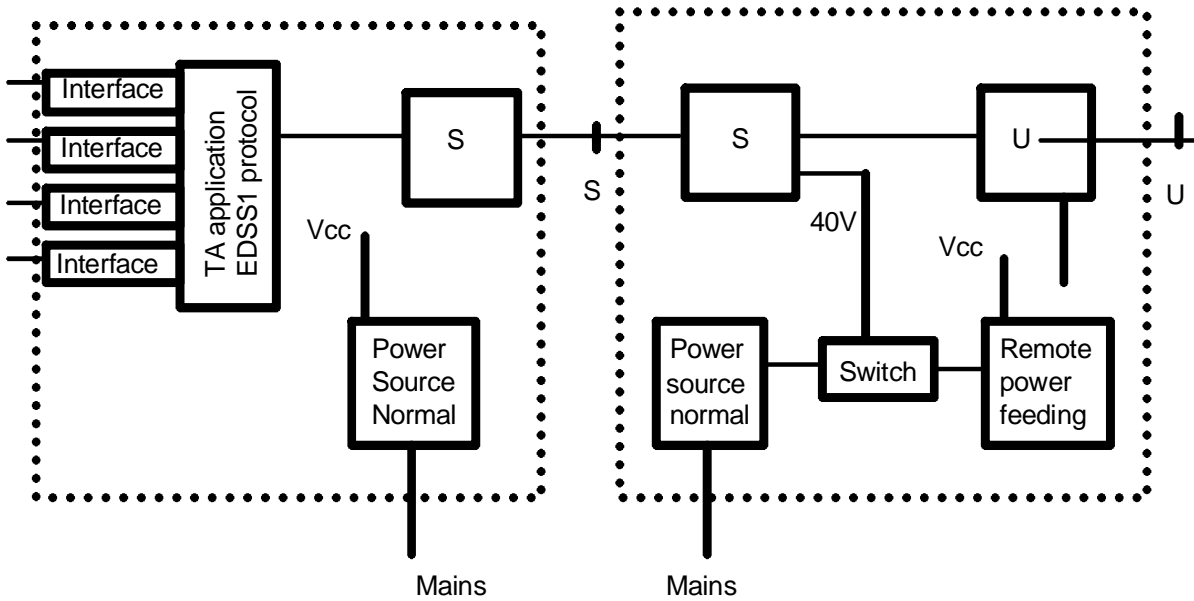 Interface
Interface
Interface
Interface
TA application
EDSS1 protocol
S
Vcc
Power
Source
Normal
Mains
S
S
U
U
40V
Vcc
Power
source
normal
Switch
Remote
power
feeding
Mains